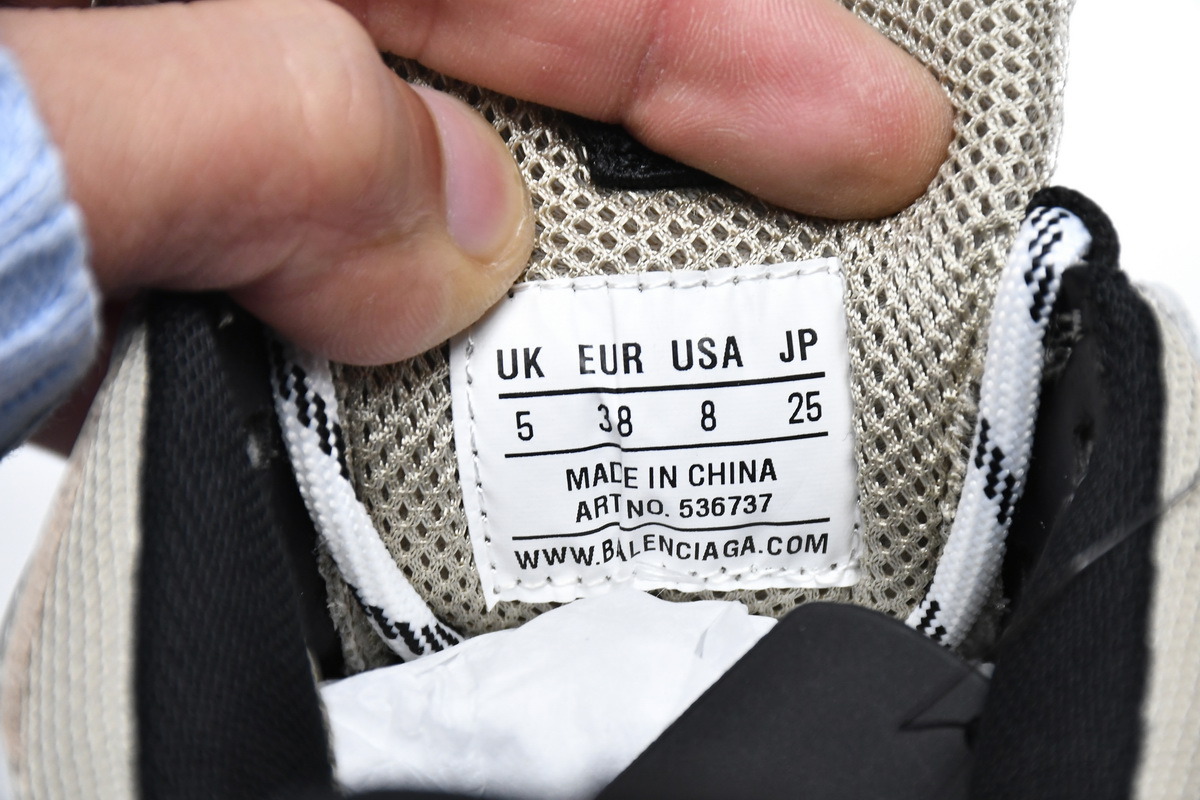 UK EUR USA JP
5 38 8 25
MADE IN CHINA
ART NO. 536737
WWW.BALENCIAGA.COM